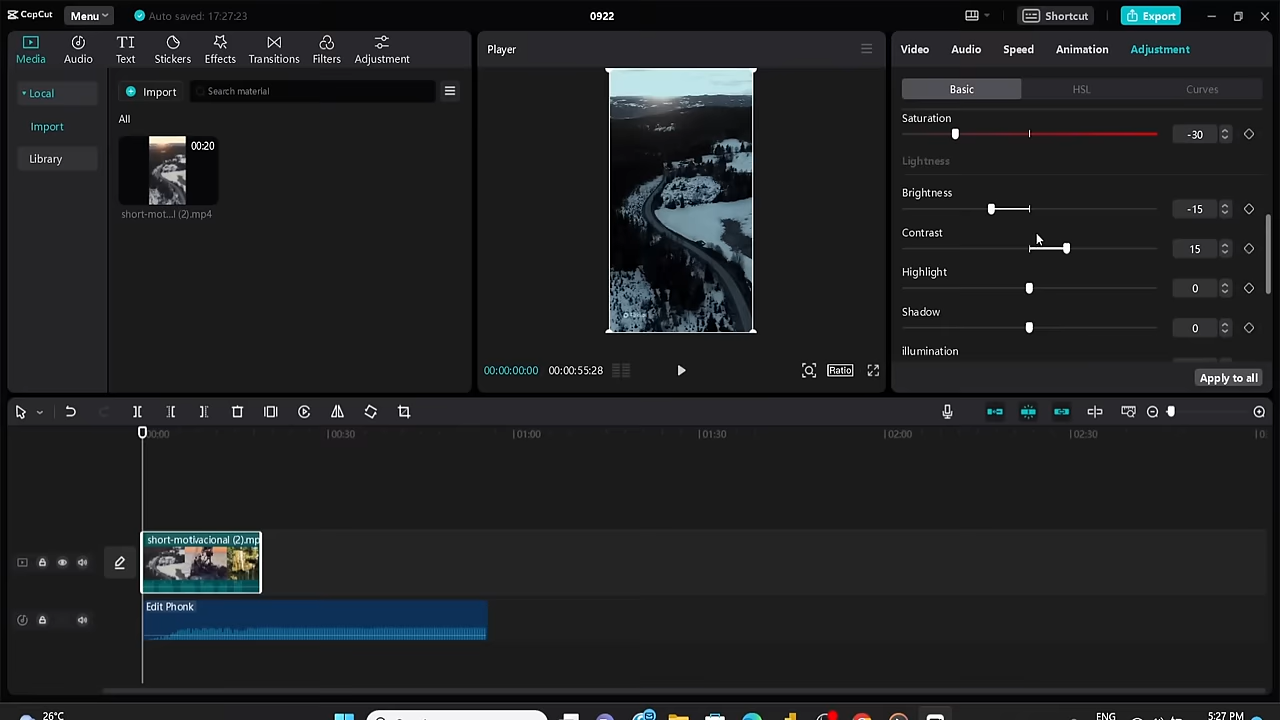 CapCut
Menu
Auto saved: 17:27:23
0922
Shortcut
Export
Media
Audio
Text
Stickers
Effects
Transitions
Filters
Adjustment
Local
Import
Library
Import
Search material
All
00:20
short-mot...l (2).mp4
Player
00:00:00:00
00:00:55:28
Ratio
Video
Audio
Speed
Animation
Adjustment
Basic
HSL
Curves
Saturation
-30
Lightness
Brightness
-15
Contrast
15
Highlight
0
Shadow
0
illumination
Apply to all
00:00
00:30
01:00
01:30
02:00
02:30
short-motivacional (2).mp
Edit Phonk
26°C
ENG
5:27 PM